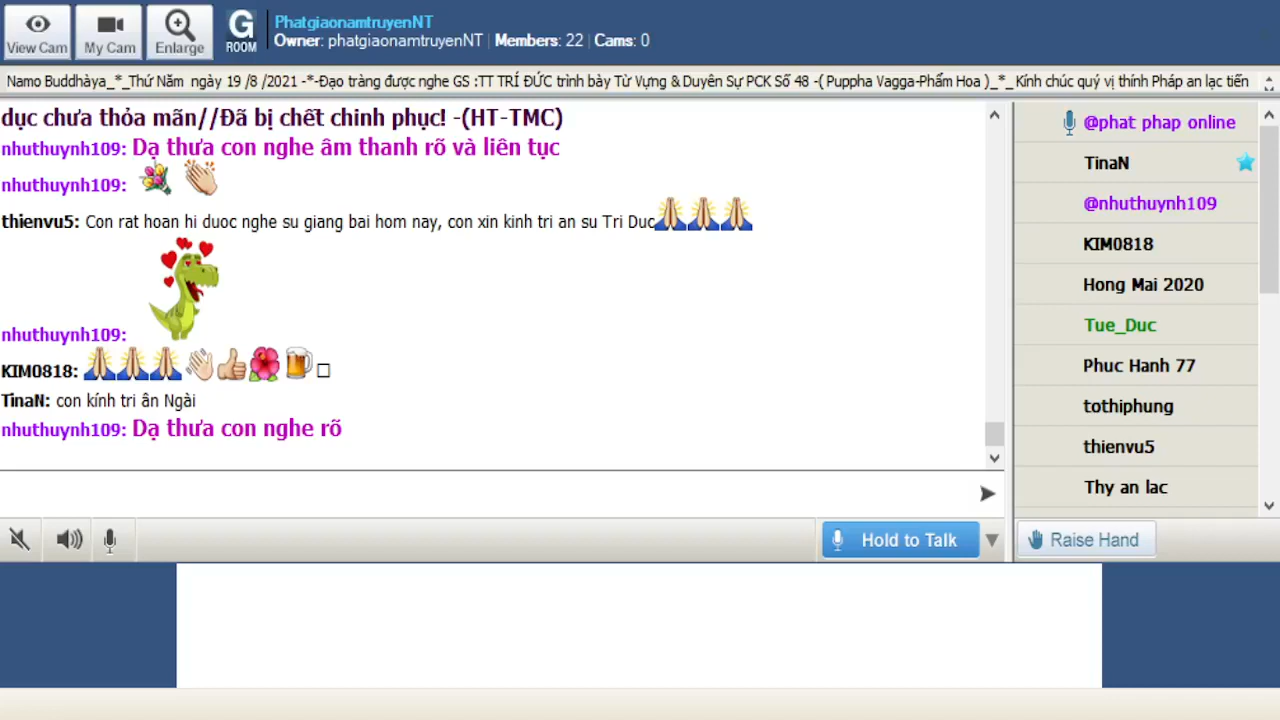 View Cam
My Cam
Enlarge
G
ROOM
PhatgiaonamtruyenNT
Owner: phatgiaonamtruyenNT | Members: 22 | Cams: 0
Namo Buddhàya_*_Thứ Năm ngày 19 /8 /2021 -*-Đạo tràng được nghe GS :TT TRÍ ĐỨC trình bày Từ Vựng & Duyên Sự PCK Số 48 -( Puppha Vagga-Phẩm Hoa )_*_Kính chúc quý vị thính Pháp an lạc tiến
dục chưa thỏa mãn//Đã bị chết chinh phục! -(HT-TMC)
nhuthuynh109: Dạ thưa con nghe âm thanh rõ và liên tục
nhuthuynh109:
thienvu5: Con rat hoan hi duoc nghe su giang bai hom nay, con xin kinh tri an su Tri Duc
nhuthuynh109:
KIM0818:
TinaN: con kính tri ân Ngài
nhuthuynh109: Dạ thưa con nghe rõ
@phat phap online
TinaN
@nhuthuynh109
KIM0818
Hong Mai 2020
Tue_Duc
Phuc Hanh 77
tothiphung
thienvu5
Thy an lac
Hold to Talk
Raise Hand